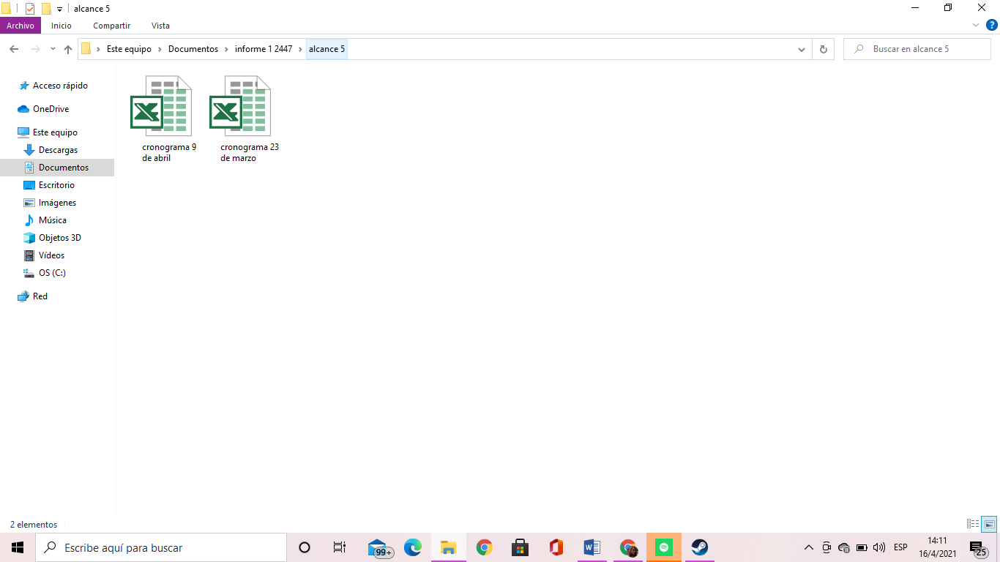 alcance 5
Archivo Inicio Compartir Vista
Este equipo Documentos informe 1 2447 alcance 5
Buscar en alcance 5
Acceso rápido
OneDrive
Este equipo
Descargas
Documentos
Escritorio
Imágenes
Música
Objetos 3D
Vídeos
OS (C:)
Red
cronograma 9
de abril
cronograma 23
de marzo
2 elementos
Escribe aquí para buscar
99+
ESP
14:11
16/4/2021
25